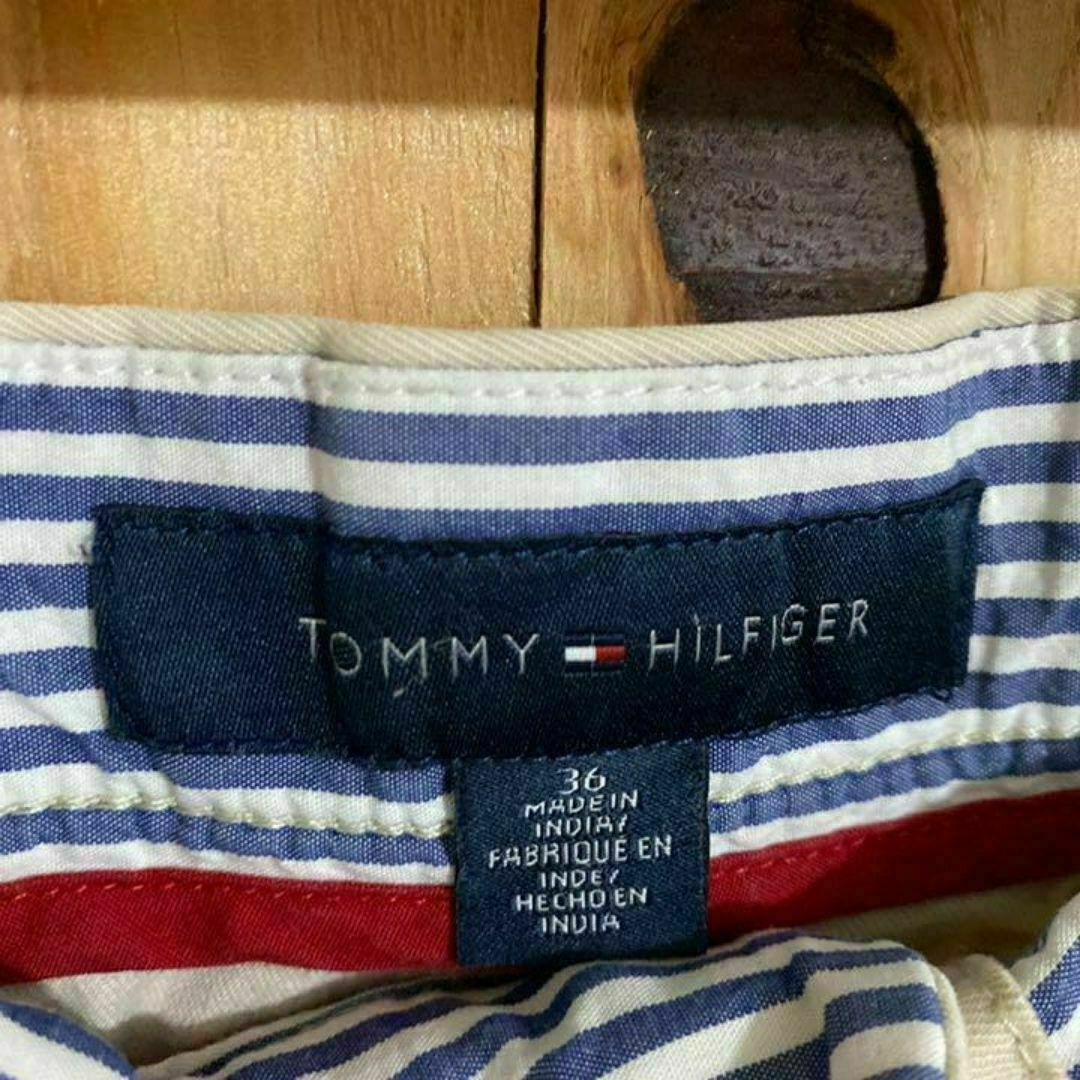 TOMMY HILFIGER
36
MADE IN
INDIA/
FABRIQUÉ EN
INDE/
HECHO EN
INDIA